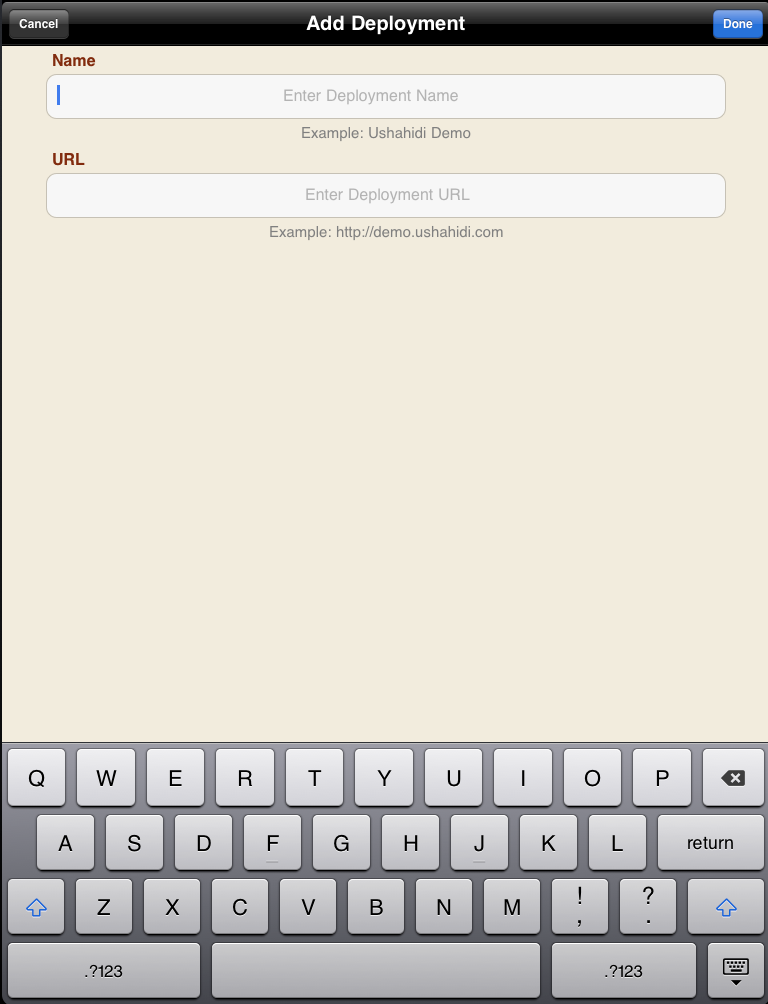 Cancel Add Deployment Done
Name
Enter Deployment Name
Example: Ushahidi Demo
URL
Enter Deployment URL
Example: http://demo.ushahidi.com
Q W E R T Y U I O P
A S D F G H J K L return
Z X C V B N M ! , ? .
.?123 .?123